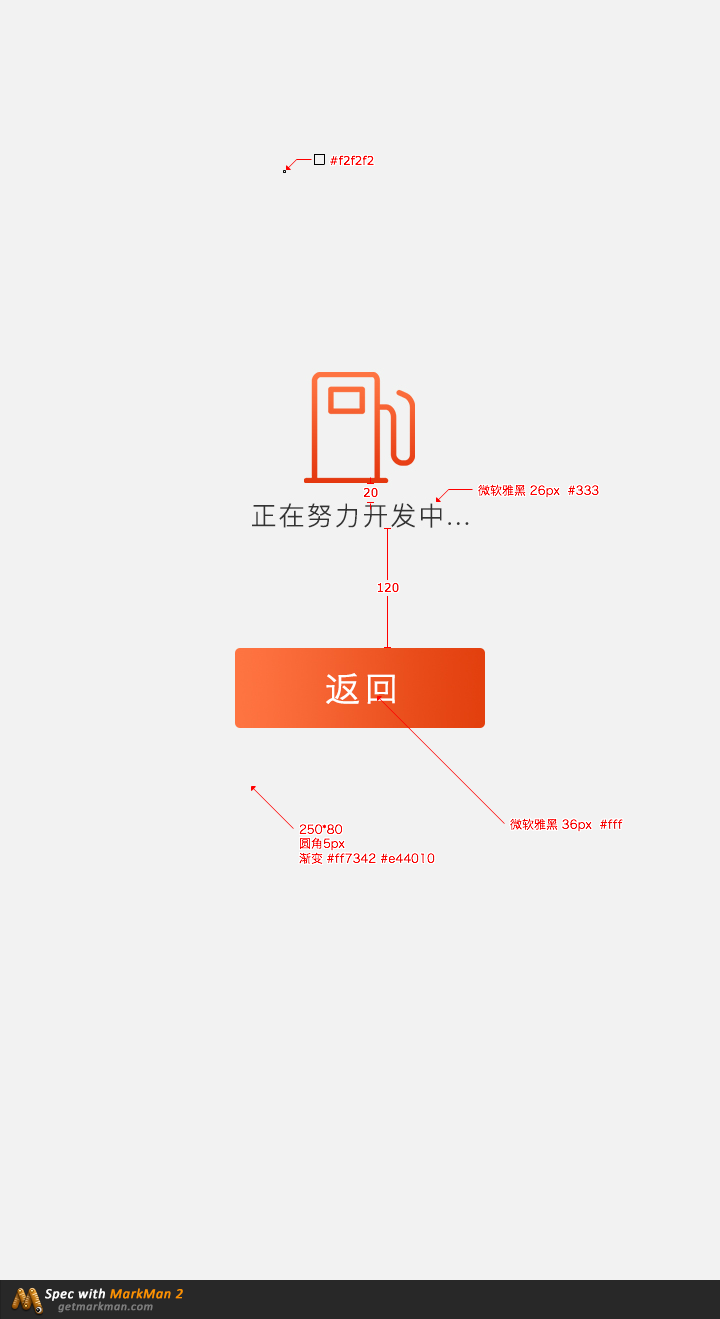 #f2f2f2
20
微软雅黑 26px #333
正在努力开发中...
120
返回
微软雅黑 36px #fff
250*80
圆角5px
渐变 #ff7342 #e44010
Spec with MarkMan 2
getmarkman.com